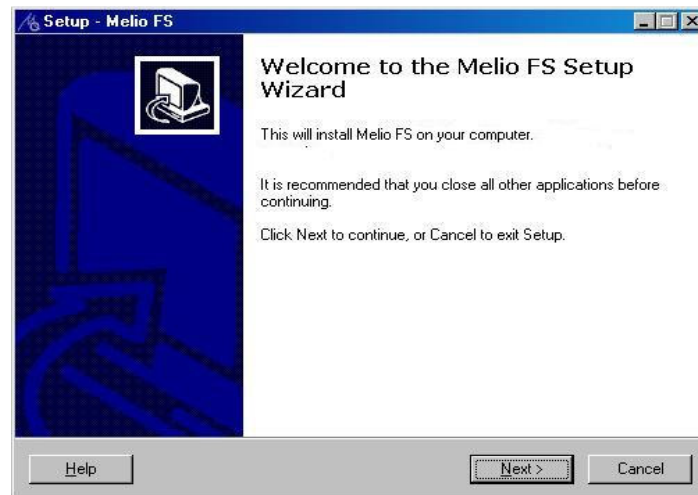 Setup - Melio FS
Welcome to the Melio FS Setup
Wizard
This will install Melio FS on your computer.
It is recommended that you close all other applications before
continuing.
Click Next to continue, or Cancel to exit Setup.
Help
Next >
Cancel